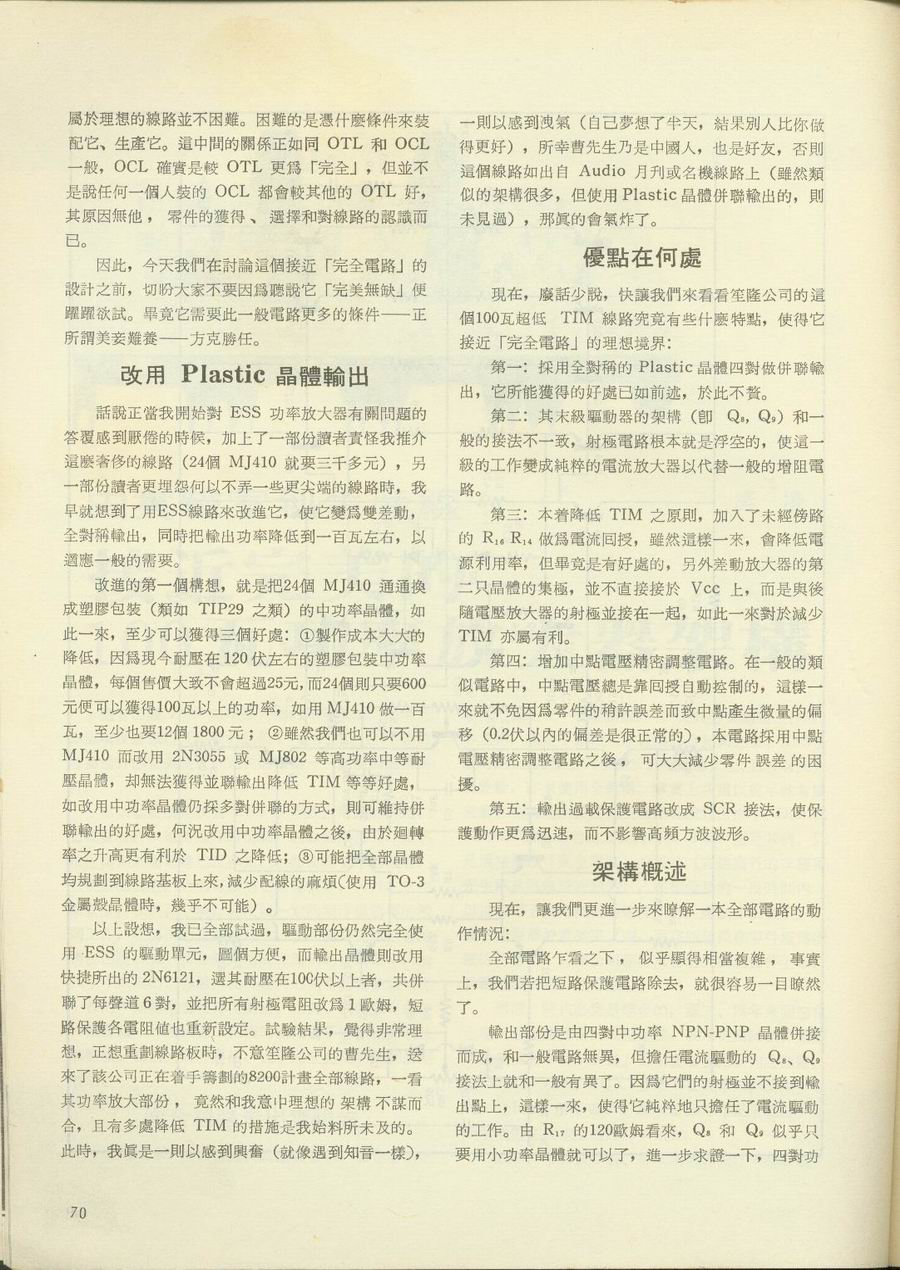 屬於理想的線路並不困難。困難的是憑什麽條件來裝
配它、生產它。這中間的關係正如同 OTL 和 OCL
一般，OCL 確實是較 OTL 更爲「完全」，但並不
是說任何一個人裝的 OCL 都會較其他的 OTL 好，
其原因無他，零件的獲得、選擇和對線路的認識而
已。
因此，今天我們在討論這個接近「完全電路」的
設計之前，切吩大家不要因爲聽說它「完美無缺」便
躍躍欲試。畢竟它需要此一般電路更多的條件——正
所謂美妾難養——方克勝任。
改用 Plastic 晶體輸出
話說正當我開始對 ESS 功率放大器有關問題的
答覆感到厭倦的時候，加上了一部份讀者責怪我推介
這麽奢侈的線路（24個 MJ410 就要三千多元），另
一部份讀者更埋怨何以不弄一些更尖端的線路時，我
早就想到了用ESS線路來改進它，使它變爲雙差動，
全對稱輸出，同時把輸出功率降低到一百瓦左右，以
適應一般的需要。
改進的第一個構想，就是把24個 MJ410 通通換
成塑膠包裝（類如 TIP29 之類）的中功率晶體，如
此一來，至少可以獲得三個好處：①製作成本大大的
降低，因爲現今耐壓在 120 伏左右的塑膠包裝中功率
晶體，每個售價大致不會超過25元，而24個則只要600
元便可以獲得100瓦以上的功率，如用 MJ410 做一百
瓦，至少也要12個 1800 元；②雖然我們也可以不用
MJ410 而改用 2N3055 或 MJ802 等高功率中等耐
壓晶體，却無法獲得並聯輸出降低 TIM 等等好處，
如改用中功率晶體仍採多對併聯的方式，則可維持併
聯輸出的好處，何況改用中功率晶體之後，由於廻轉
率之升高更有利於 TID 之降低；③可能把全部晶體
均規劃到線路基板上來，減少配線的麻煩（使用 TO-3
金屬殼晶體時，幾乎不可能）。
以上設想，我已全部試過，驅動部份仍然完全使
用 ESS 的驅動單元，圖個方便，而輸出晶體則改用
快捷所出的 2N6121，選其耐壓在100伏以上者，共併
聯了每聲道 6 對，並把所有射極電阻改爲 1 歐姆，短
路保護各電阻値也重新設定。試驗結果，覺得非常理
想，正想重劃線路板時，不意笙隆公司的曹先生，送
來了該公司正在着手籌劃的8200計畫全部線路，一看
其功率放大部份，竟然和我意中理想的 架構 不謀而
合，且有多處降低 TIM 的措施是我始料所未及的。
此時，我眞是一則以感到興奮（就像遇到知音一樣），
一則以感到洩氣（自己夢想了半天，結果別人比你做
得更好），所幸曹先生乃是中國人，也是好友，否則
這個線路如出自 Audio 月刋或名機線路上（雖然類
似的架構很多，但使用 Plastic 晶體併聯輸出的，則
未見過），那眞的會氣炸了。
優點在何處
現在，廢話少說，快讓我們來看看笙隆公司的這
個100瓦超低 TIM 線路究竟有些什麽特點，使得它
接近「完全電路」的理想境界：
第一：採用全對稱的 Plastic 晶體四對做併聯輸
出，它所能獲得的好處已如前述，於此不贅。
第二：其末級驅動器的架構（卽 Q₈，Q₉）和一
般的接法不一致，射極電路根本就是浮空的，使這一
級的工作變成純粹的電流放大器以代替一般的增阻電
路。
第三：本着降低 TIM 之原則，加入了未經傍路
的 R₁₆ R₁₄ 做爲電流囘授，雖然這樣一來，會降低電
源利用率，但畢竟是有好處的，另外差動放大器的第
二只晶體的集極，並不直接接於 Vcc 上，而是與後
隨電壓放大器的射極並接在一起，如此一來對於減少
TIM 亦屬有利。
第四：增加中點電壓精密調整電路。在一般的類
似電路中，中點電壓總是靠囘授自動控制的，這樣一
來就不免因爲零件的稍許誤差而致中點產生微量的偏
移（0.2伏以內的偏差是很正常的），本電路採用中點
電壓精密調整電路之後，可大大減少零件 誤差 的困
擾。
第五：輸出過載保護電路改成 SCR 接法，使保
護動作更爲迅速，而不影響高頻方波波形。
架構概述
現在，讓我們更進一步來瞭解一本全部電路的動
作情況：
全部電路乍看之下，似乎顯得相當複雜，事實
上，我們若把短路保護電路除去，就很容易一目瞭然
了。
輸出部份是由四對中功率 NPN-PNP 晶體併接
而成，和一般電路無異，但擔任電流驅動的 Q₈、Q₉
接法上就和一般有異了。因爲它們的射極並不接到輸
出點上，這樣一來，使得它純粹地只擔任了電流驅動
的工作。由 R₁₇ 的120歐姆看來，Q₈ 和 Q₉ 似乎只
要用小功率晶體就可以了，進一步求證一下，四對功
70